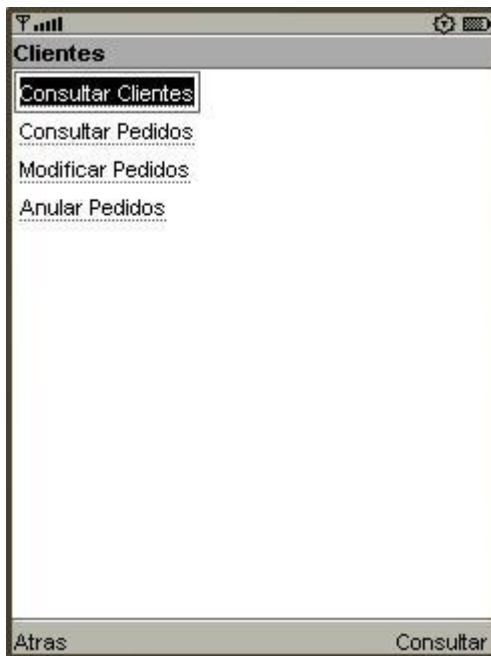 Clientes
Consultar Clientes
Consultar Pedidos
Modificar Pedidos
Anular Pedidos
Atras Consultar